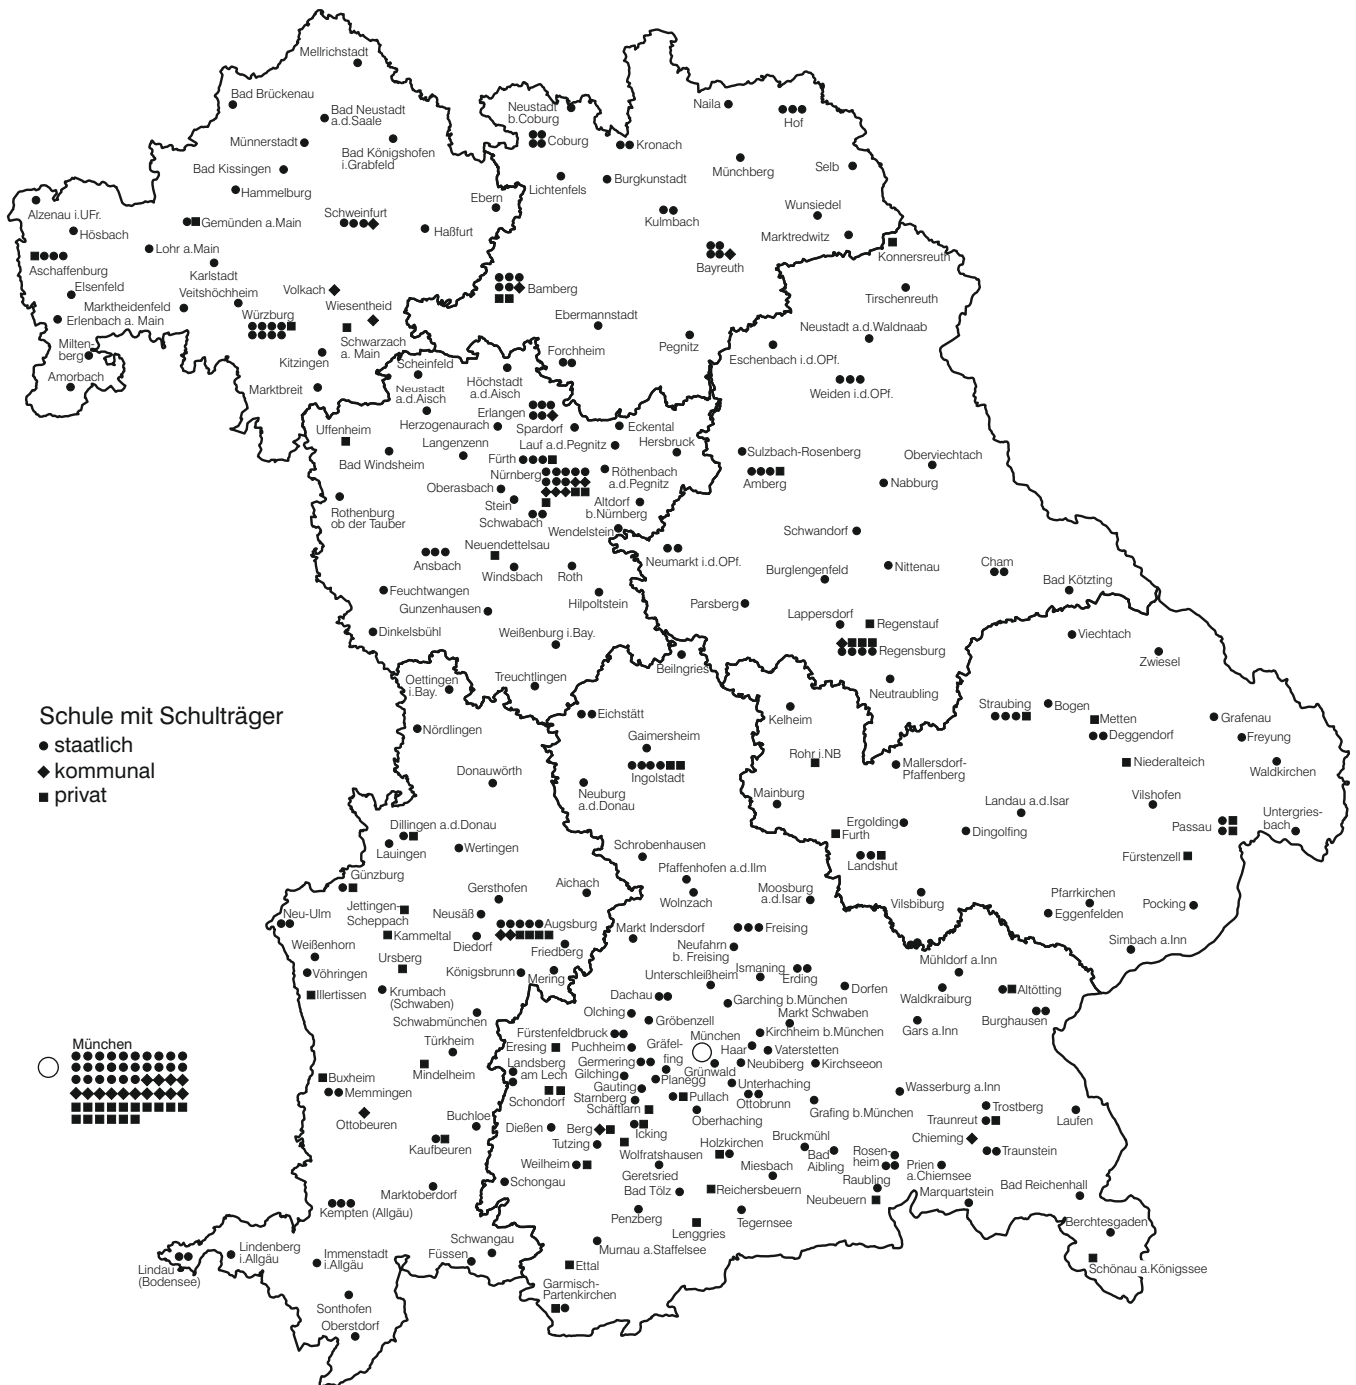 Mellrichstadt
Bad Brückenau
Bad Neustadt
a.d.Saale
Münnerstadt
Bad Königshofen
i.Grabfeld
Bad Kissingen
Hammelburg
Ebern
Alzenau i.UFr.
Hösbach
Gemünden a.Main
Schweinfurt
Haßfurt
Lohr a.Main
Aschaffenburg
Karlstadt
Elsenfeld
Veitshöchheim
Volkach
Marktheidenfeld
Erlenbach a. Main
Würzburg
Wiesentheid
Schwarzach
a. Main
Milten-
berg
Amorbach
Kitzingen
Marktbreit
Neustadt
b.Coburg
Coburg
Kronach
Naila
Hof
Münchberg
Selb
Lichtenfels
Burgkunstadt
Kulmbach
Wunsiedel
Marktredwitz
Bayreuth
Konnersreuth
Bamberg
Ebermannstadt
Pegnitz
Forchheim
Tirschenreuth
Neustadt a.d.Waldnaab
Eschenbach i.d.OPf.
Weiden i.d.OPf.
Scheinfeld
Neustadt
a.d.Aisch
Höchstadt
a.d.Aisch
Erlangen
Herzogenaurach
Spardorf
Eckental
Uffenheim
Langenzenn
Lauf a.d.Pegnitz
Hersbruck
Bad Windsheim
Fürth
Nürnberg
Röthenbach
a.d.Pegnitz
Oberasbach
Stein
Altdorf
b.Nürnberg
Rothenburg
ob der Tauber
Schwabach
Wendelstein
Ansbach
Neuendettelsau
Windsbach
Roth
Feuchtwangen
Hilpoltstein
Gunzenhausen
Dinkelsbühl
Weißenburg i.Bay.
Treuchtlingen
Sulzbach-Rosenberg
Oberviechtach
Amberg
Nabburg
Schwandorf
Neumarkt i.d.OPf.
Burglengenfeld
Nittenau
Cham
Bad Kötzting
Parsberg
Lappersdorf
Regenstauf
Regensburg
Neutraubling
Beilngries
Viechtach
Zwiesel
Oettingen
i.Bay.
Nördlingen
Donauwörth
Eichstätt
Gaimersheim
Ingolstadt
Neuburg
a.d.Donau
Kelheim
Rohr i.NB
Mainburg
Straubing
Bogen
Metten
Deggendorf
Grafenau
Freyung
Mallersdorf-
Pfaffenberg
Niederalteich
Waldkirchen
Landau a.d.Isar
Vilshofen
Ergolding
Dingolfing
Passau
Untergries-
bach
Furth
Landshut
Fürstenzell
Vilsbiburg
Pfarrkirchen
Eggenfelden
Pocking
Simbach a.Inn
Schule mit Schulträger
staatlich
kommunal
privat
Dillingen a.d.Donau
Lauingen
Wertingen
Günzburg
Jettingen-
Scheppach
Gersthofen
Aichach
Neu-Ulm
Neusäß
Augsburg
Kammeltal
Diedorf
Friedberg
Weißenhorn
Ursberg
Vöhringen
Königsbrunn
Mering
Illertissen
Krumbach
(Schwaben)
Schwabmünchen
Türkheim
Buxheim
Mindelheim
Memmingen
Ottobeuren
Buchloe
Kaufbeuren
Marktoberdorf
Kempten (Allgäu)
Lindau
(Bodensee)
Lindenberg
i.Allgäu
Immenstadt
i.Allgäu
Füssen
Schwangau
Sonthofen
Oberstdorf
Schrobenhausen
Pfaffenhofen a.d.Ilm
Wolnzach
Moosburg
a.d.Isar
Markt Indersdorf
Freising
Neufahrn
b. Freising
Unterschleißheim
Ismaning
Erding
Dorfen
Mühldorf a.Inn
Waldkraiburg
Altötting
Burghausen
Gars a.Inn
Dachau
Garching b.München
Olching
Gröbenzell
Markt Schwaben
Fürstenfeldbruck
München
Kirchheim b.München
Eresing
Puchheim
Gräfel-
fing
Haar
Vaterstetten
Landsberg
am Lech
Germering
Gilching
Grünwald
Neubiberg
Kirchseeon
Planegg
Gauting
Unterhaching
Schondorf
Starnberg
Pullach
Ottobrunn
Wasserburg a.Inn
Schäftlarn
Oberhaching
Grafing b.München
Trostberg
Traunreut
Laufen
Dießen
Berg
Icking
Tutzing
Holzkirchen
Bruckmühl
Chieming
Traunstein
Weilheim
Wolfratshausen
Bad
Aibling
Rosen-
heim
Prien
a.Chiemsee
Geretsried
Miesbach
Raubling
Bad Reichenhall
Schongau
Bad Tölz
Reichersbeuern
Neubeuern
Marquartstein
Penzberg
Lenggries
Tegernsee
Berchtesgaden
Murnau a.Staffelsee
Ettal
Schönau a.Königssee
Garmisch-
Partenkirchen
München